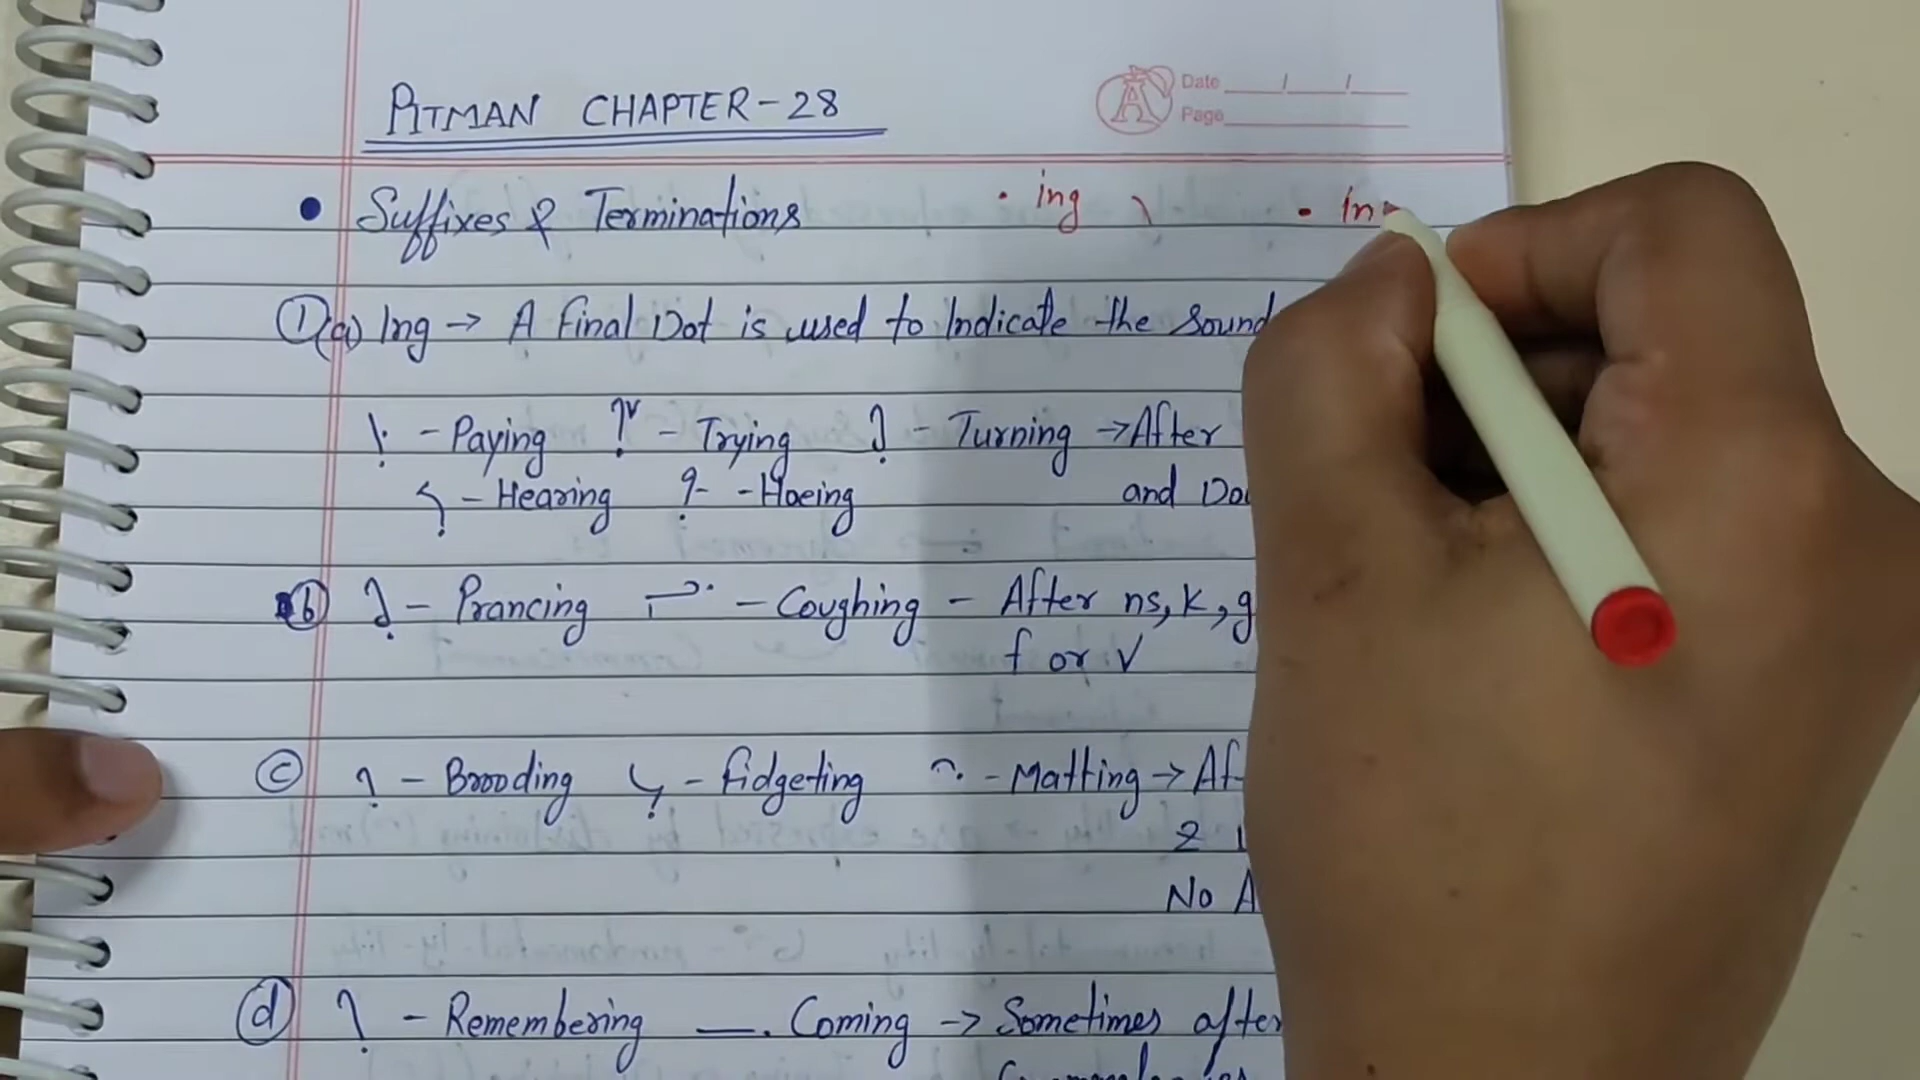 PITMAN CHAPTER-28
Date / /
Page
• Suffixes & Terminations • ing - In
① (a) Ing → A final Dot is used to Indicate the Sound
- Paying - Trying - Turning → After
- Hearing - Hoeing and
(b) - Prancing - Coughing - After ns, k, g
f or V
(c) - Broooding - Fidgeting - Matting →
No
(d) - Remembering Coming → Sometimes after